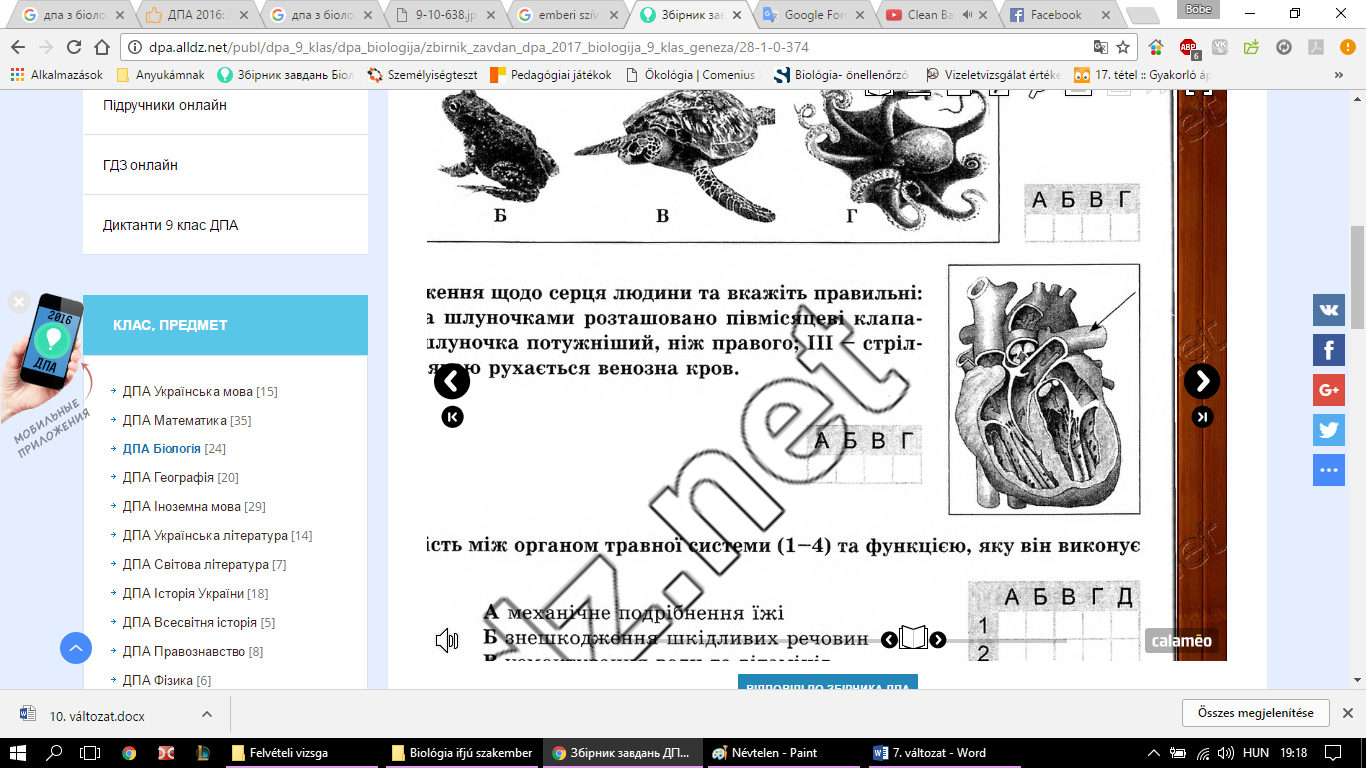 дпа з біоло
ДПА 2016: з
дпа з біоло
9-10-638.jp
emberi szív
Збірник зав
Google For
Clean Ba
Facebook
Böbe
dpa.alldz.net/publ/dpa_9_klas/dpa_biologija/zbirnik_zavdan_dpa_2017_biologija_9_klas_geneza/28-1-0-374
Alkalmazások
Anyukámnak
Збірник завдань Біол
Személyiségteszt
Pedagógiai játékok
Ökológia | Comenius
Biológia- önellenőrző
Vizeletvizsgálat értéke
17. tétel :: Gyakorló áp
Підручники онлайн
ГДЗ онлайн
Диктанти 9 клас ДПА
2016
ДПА
МОБИЛЬНЫЕ
ПРИЛОЖЕНИЯ
КЛАС, ПРЕДМЕТ
ДПА Українська мова [15]
ДПА Математика [35]
ДПА Біологія [24]
ДПА Географія [20]
ДПА Іноземна мова [29]
ДПА Українська література [14]
ДПА Світова література [7]
ДПА Історія України [18]
ДПА Всесвітня історія [5]
ДПА Правознавство [8]
ДПА Фізика [6]
Б
В
Г
А Б В Г
ження щодо серця людини та вкажіть правильні:
а шлуночками розташовано півмісяцеві клапа-
шлуночка потужніший, ніж правого; ІІІ – стріл-
ю рухається венозна кров.
А Б В Г
ість між органом травної системи (1–4) та функцією, яку він виконує
А механічне подрібнення їжі
Б знешкодження шкідливих речовин
А Б В Г Д
1
2
calaméo
ВІДПОВІДІ ДО ЗБІРНИКА ДПА
10. változat.docx
Összes megjelenítése
Felvételi vizsga
Biológia ifjú szakember
Збірник завдань ДП...
Névtelen - Paint
7. változat - Word
HUN
19:18